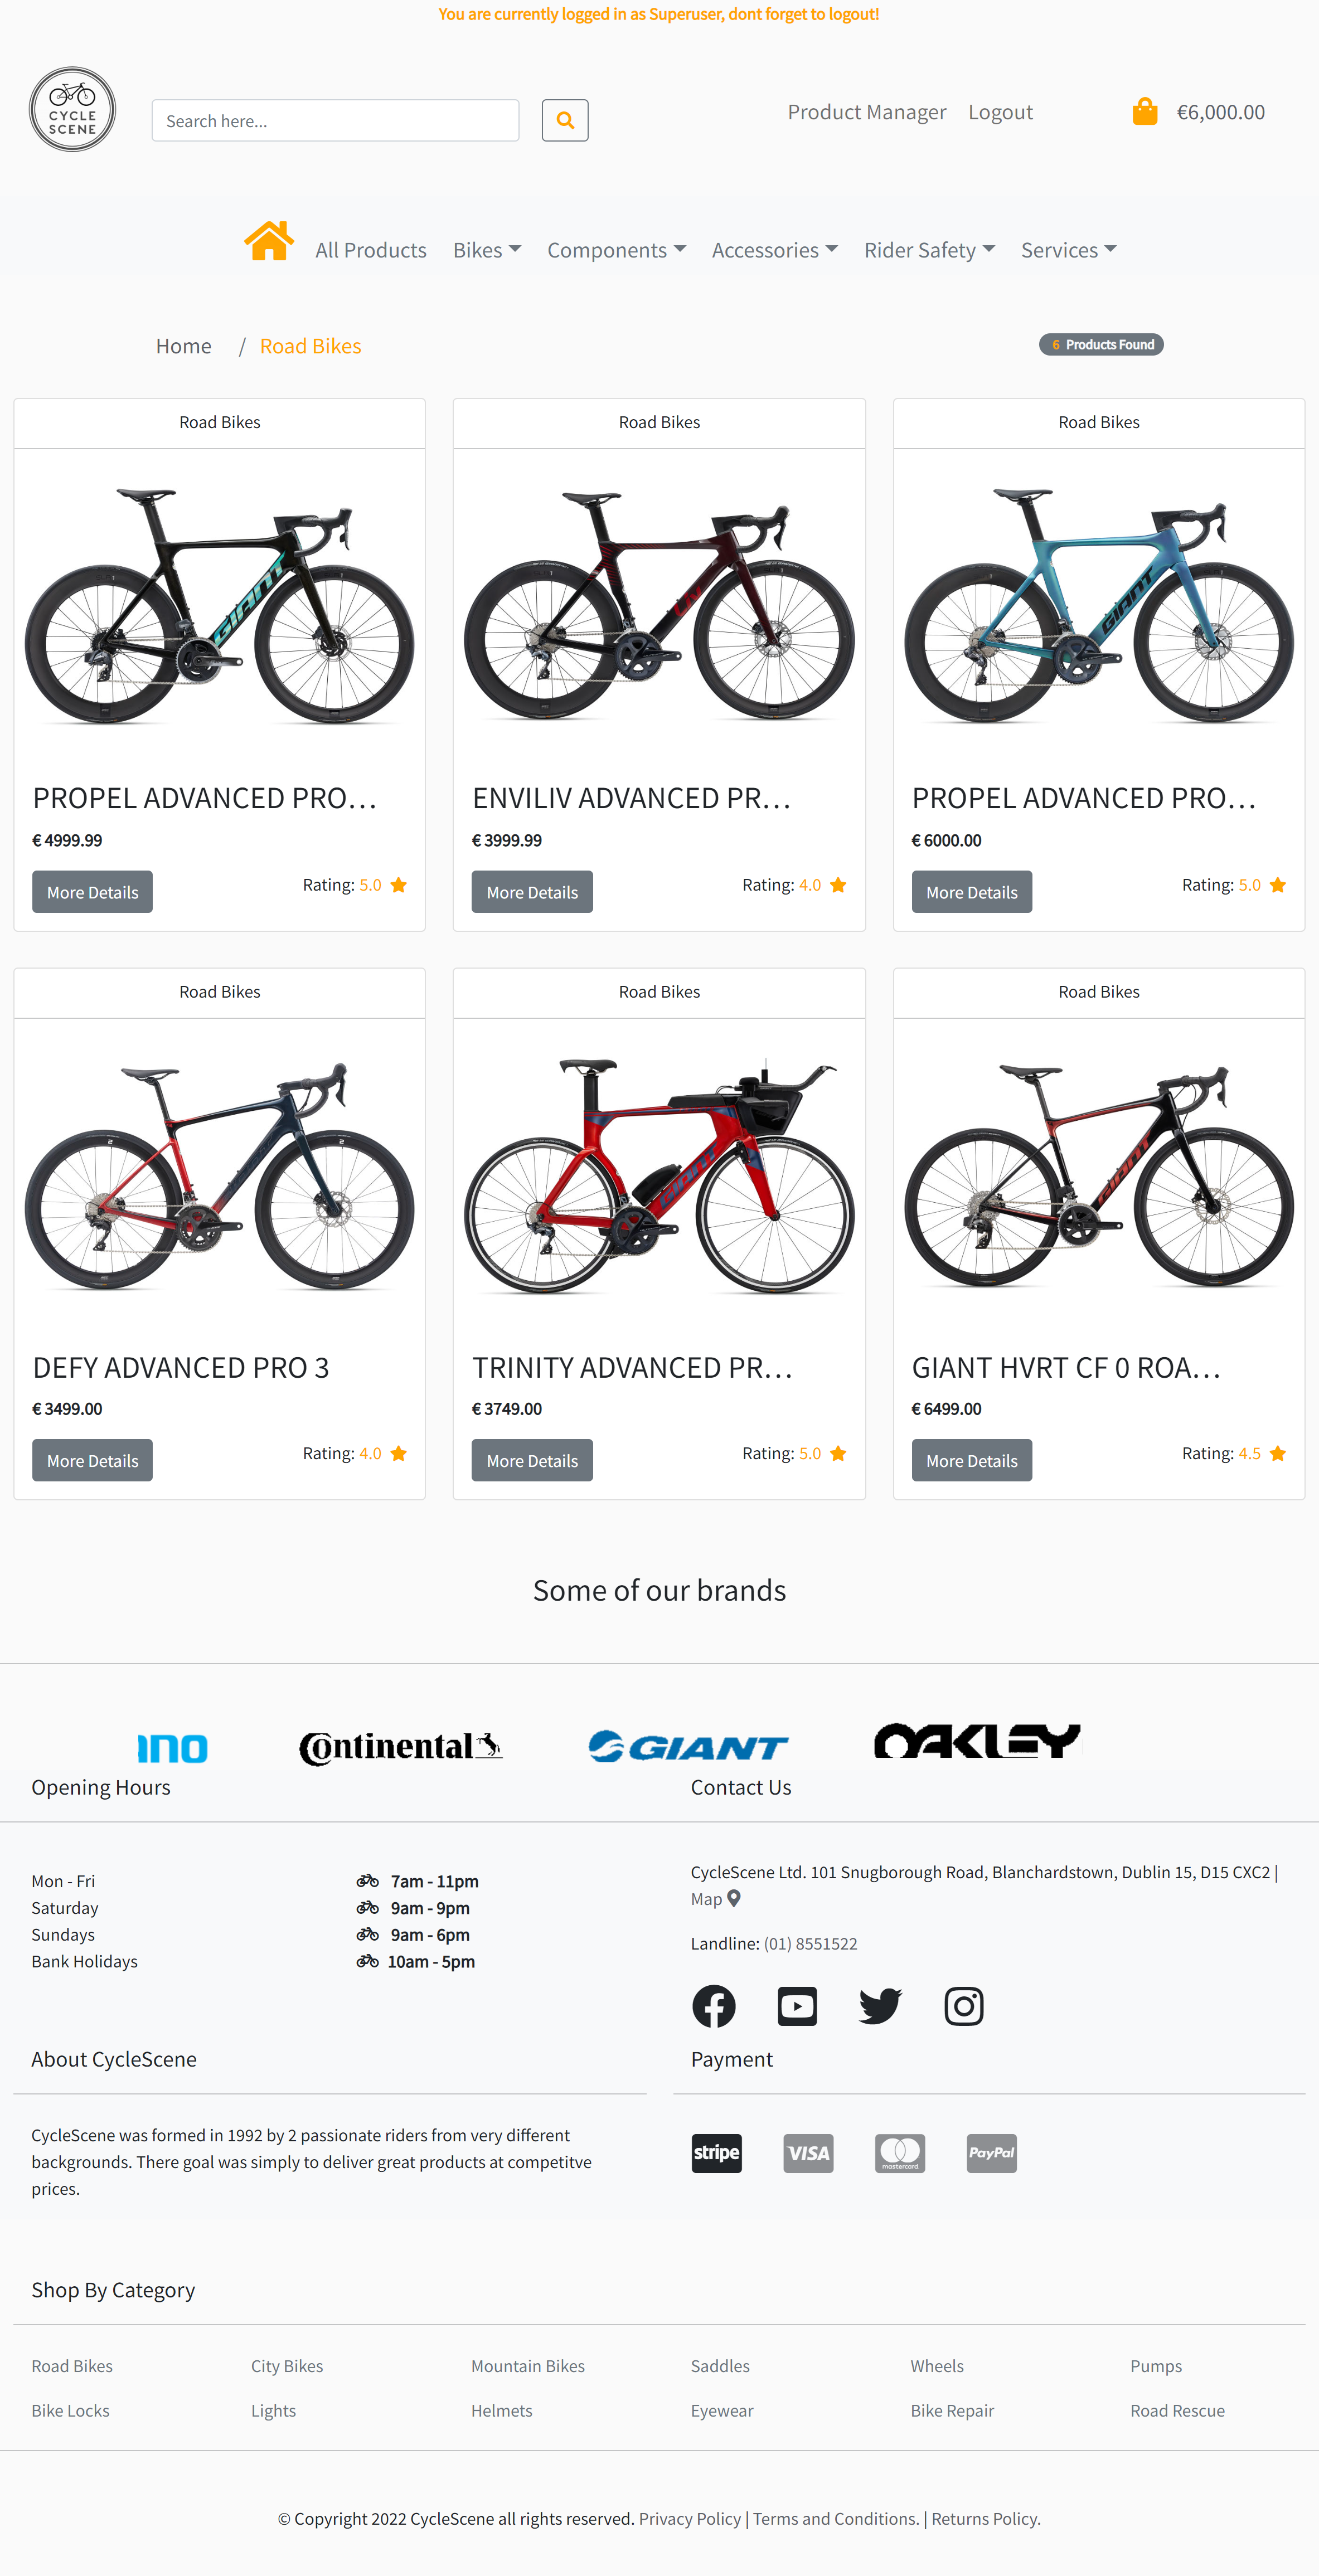 You are currently logged in as Superuser, dont forget to logout!
CYCLE
SCENE
Search here...
Product Manager Logout €6,000.00
All Products Bikes Components Accessories Rider Safety Services
Home / Road Bikes
6 Products Found
Road Bikes Road Bikes Road Bikes
GIANT LIV GIANT
PROPEL ADVANCED PRO... ENVILIV ADVANCED PR... PROPEL ADVANCED PRO...
€ 4999.99 € 3999.99 € 6000.00
More Details Rating: 5.0 More Details Rating: 4.0 More Details Rating: 5.0
Road Bikes Road Bikes Road Bikes
GIANT GIANT
DEFY ADVANCED PRO 3 TRINITY ADVANCED PR... GIANT HVRT CF 0 ROA...
€ 3499.00 € 3749.00 € 6499.00
More Details Rating: 4.0 More Details Rating: 5.0 More Details Rating: 4.5
Some of our brands
Continental GIANT OAKLEY
Opening Hours
Mon - Fri 7am - 11pm
Saturday 9am - 9pm
Sundays 9am - 6pm
Bank Holidays 10am - 5pm
Contact Us
CycleScene Ltd. 101 Snugborough Road, Blanchardstown, Dublin 15, D15 CXC2 |
Map
Landline: (01) 8551522
About CycleScene
CycleScene was formed in 1992 by 2 passionate riders from very different
backgrounds. There goal was simply to deliver great products at competitve
prices.
Payment
stripe VISA mastercard PayPal
Shop By Category
Road Bikes City Bikes Mountain Bikes Saddles Wheels Pumps
Bike Locks Lights Helmets Eyewear Bike Repair Road Rescue
© Copyright 2022 CycleScene all rights reserved. Privacy Policy | Terms and Conditions. | Returns Policy.